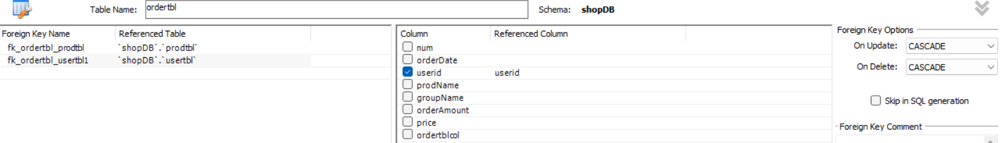 Table Name: ordertbl Schema: shopDB
Foreign Key Name Referenced Table
fk_ordertbl_prodtbl `shopDB`.`prodtbl`
fk_ordertbl_usertbl1 `shopDB`.`usertbl`
Column Referenced Column
num
orderDate
userid userid
prodName
groupName
orderAmount
price
ordertblcol
Foreign Key Options
On Update: CASCADE
On Delete: CASCADE
Skip in SQL generation
Foreign Key Comment